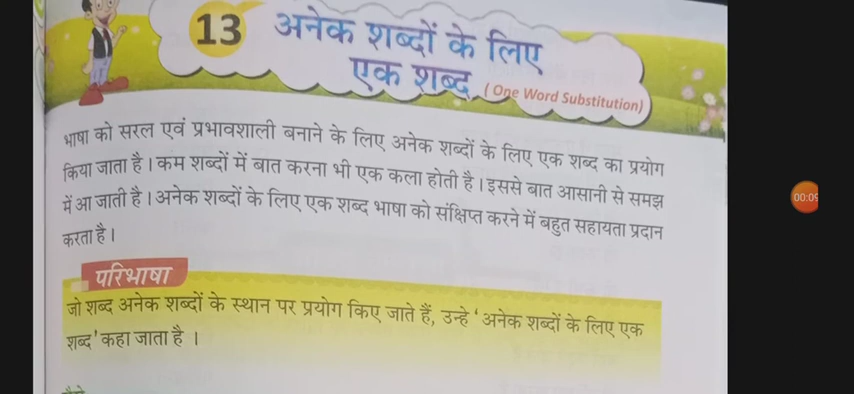 13 अनेक शब्दों के लिए
एक शब्द (One Word Substitution)
भाषा को सरल एवं प्रभावशाली बनाने के लिए अनेक शब्दों के लिए एक शब्द का प्रयोग
किया जाता है। कम शब्दों में बात करना भी एक कला होती है। इससे बात आसानी से समझ
में आ जाती है। अनेक शब्दों के लिए एक शब्द भाषा को संक्षिप्त करने में बहुत सहायता प्रदान
करता है।
परिभाषा
जो शब्द अनेक शब्दों के स्थान पर प्रयोग किए जाते हैं, उन्हे ' अनेक शब्दों के लिए एक
शब्द ' कहा जाता है ।
00:09